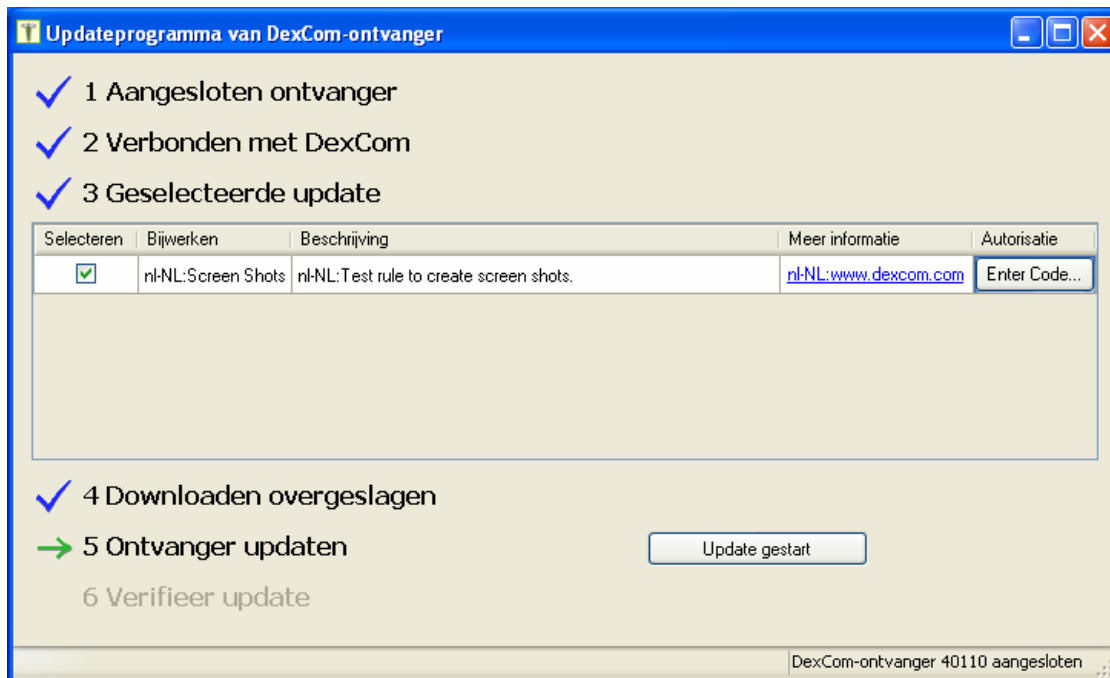 Updateprogramma van DexCom-ontvanger
1 Aangesloten ontvanger
2 Verbonden met DexCom
3 Geselecteerde update
Selecteren Bijwerken Beschrijving Meer informatie Autorisatie
nl-NL:Screen Shots nl-NL:Test rule to create screen shots. nl-NL:www.dexcom.com Enter Code...
4 Downloaden overgeslagen
5 Ontvanger updaten Update gestart
6 Verifieer update
DexCom-ontvanger 40110 aangesloten